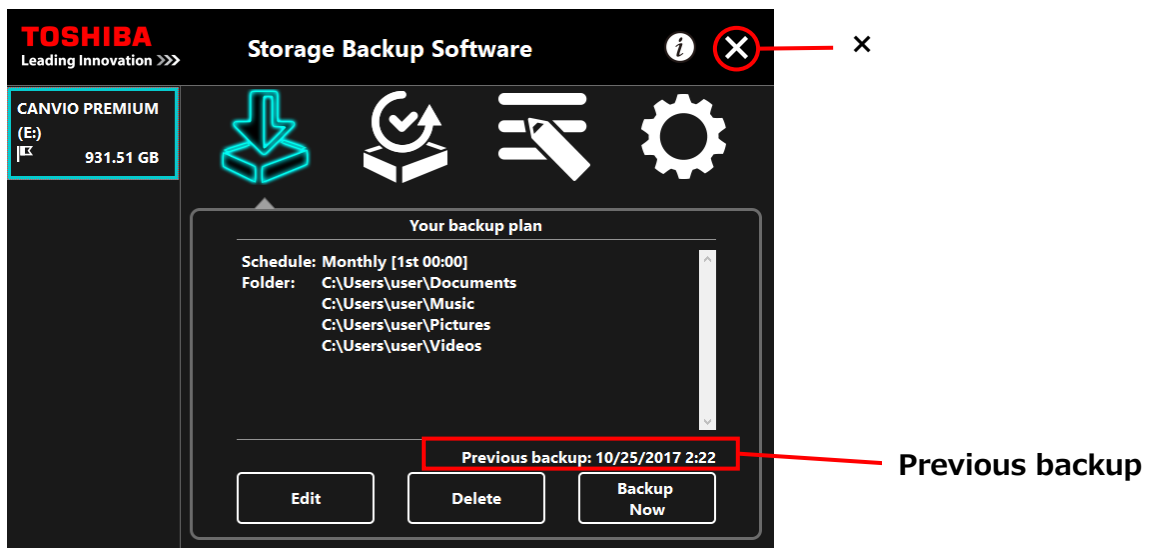 TOSHIBA
Leading Innovation >>>
Storage Backup Software
i
×
CANVIO PREMIUM
(E:)
931.51 GB
Your backup plan
Schedule: Monthly [1st 00:00]
Folder: C:\Users\user\Documents
C:\Users\user\Music
C:\Users\user\Pictures
C:\Users\user\Videos
Previous backup: 10/25/2017 2:22
Previous backup
Edit
Delete
Backup
Now